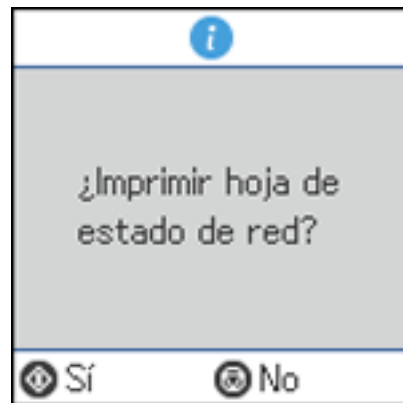 ¿Imprimir hoja de
estado de red?
Sí No